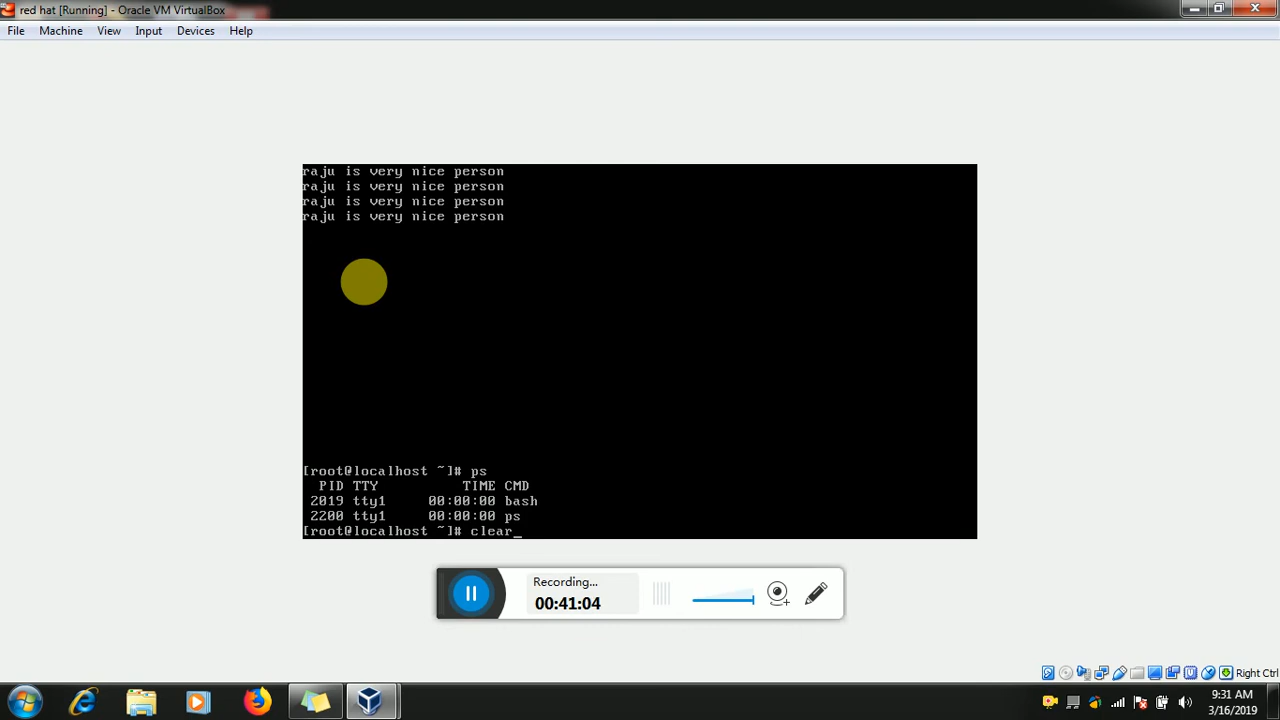 red hat [Running] - Oracle VM VirtualBox
File Machine View Input Devices Help
raju is very nice person
raju is very nice person
raju is very nice person
raju is very nice person
[root@localhost ~]# ps
PID TTY TIME CMD
2019 tty1 00:00:00 bash
2200 tty1 00:00:00 ps
[root@localhost ~]# clear_
Recording...
00:41:04
Right Ctrl
9:31 AM
3/16/2019